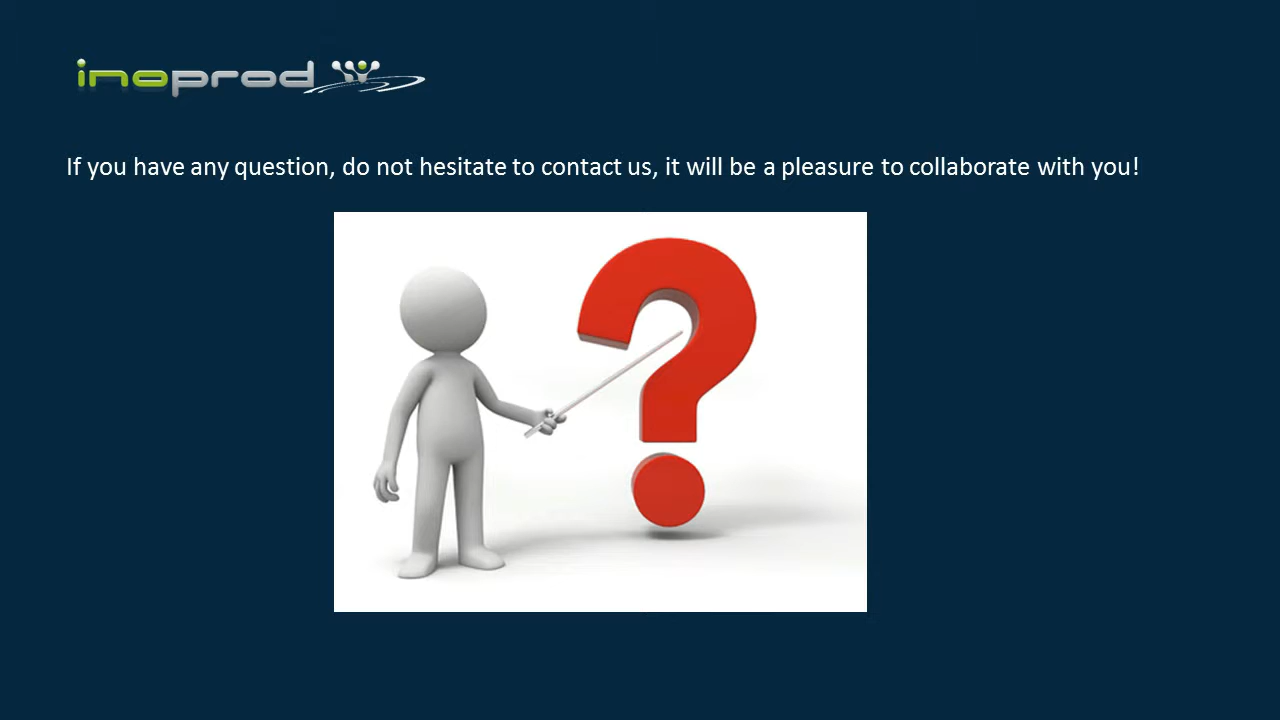 inoprod
If you have any question, do not hesitate to contact us, it will be a pleasure to collaborate with you!
?